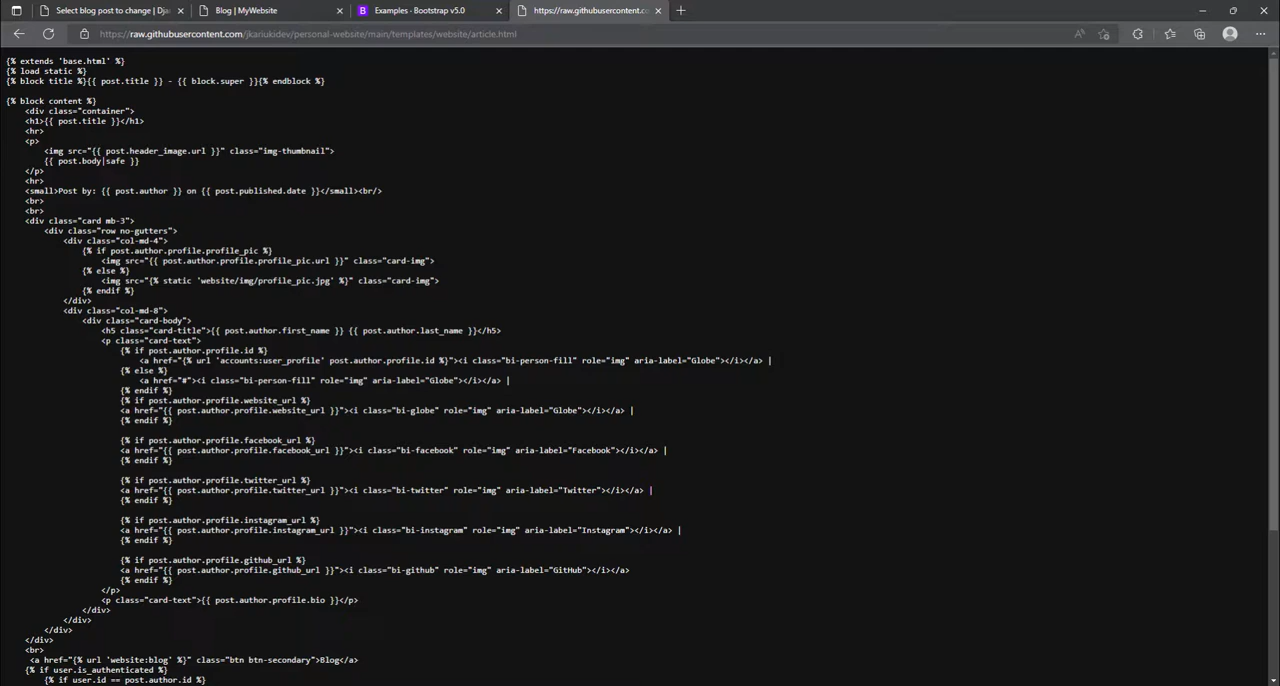 Select blog post to change | Dja
Blog | MyWebsite
Examples · Bootstrap v5.0
https://raw.githubusercontent.co
https://raw.githubusercontent.com/jkariukidev/personal-website/main/templates/website/article.html
{% extends 'base.html' %}
{% load static %}
{% block title %}{{ post.title }} - {{ block.super }}{% endblock %}
{% block content %}
<div class="container">
<h1>{{ post.title }}</h1>
<hr>
<p>
<img src="{{ post.header_image.url }}" class="img-thumbnail">
{{ post.body|safe }}
</p>
<hr>
<small>Post by: {{ post.author }} on {{ post.published.date }}</small><br/>
<br>
<br>
<div class="card mb-3">
<div class="row no-gutters">
<div class="col-md-4">
{% if post.author.profile.profile_pic %}
<img src="{{ post.author.profile.profile_pic.url }}" class="card-img">
{% else %}
<img src="{% static 'website/img/profile_pic.jpg' %}" class="card-img">
{% endif %}
</div>
<div class="col-md-8">
<div class="card-body">
<h5 class="card-title">{{ post.author.first_name }} {{ post.author.last_name }}</h5>
<p class="card-text">
{% if post.author.profile.id %}
<a href="{% url 'accounts:user_profile' post.author.profile.id %}"><i class="bi-person-fill" role="img" aria-label="Globe"></i></a> |
{% else %}
<a href="#"><i class="bi-person-fill" role="img" aria-label="Globe"></i></a> |
{% endif %}
{% if post.author.profile.website_url %}
<a href="{{ post.author.profile.website_url }}"><i class="bi-globe" role="img" aria-label="Globe"></i></a> |
{% endif %}
{% if post.author.profile.facebook_url %}
<a href="{{ post.author.profile.facebook_url }}"><i class="bi-facebook" role="img" aria-label="Facebook"></i></a> |
{% endif %}
{% if post.author.profile.twitter_url %}
<a href="{{ post.author.profile.twitter_url }}"><i class="bi-twitter" role="img" aria-label="Twitter"></i></a> |
{% endif %}
{% if post.author.profile.instagram_url %}
<a href="{{ post.author.profile.instagram_url }}"><i class="bi-instagram" role="img" aria-label="Instagram"></i></a> |
{% endif %}
{% if post.author.profile.github_url %}
<a href="{{ post.author.profile.github_url }}"><i class="bi-github" role="img" aria-label="GitHub"></i></a>
{% endif %}
</p>
<p class="card-text">{{ post.author.profile.bio }}</p>
</div>
</div>
</div>
</div>
<br>
<a href="{% url 'website:blog' %}" class="btn btn-secondary">Blog</a>
{% if user.is_authenticated %}
{% if user.id == post.author.id %}